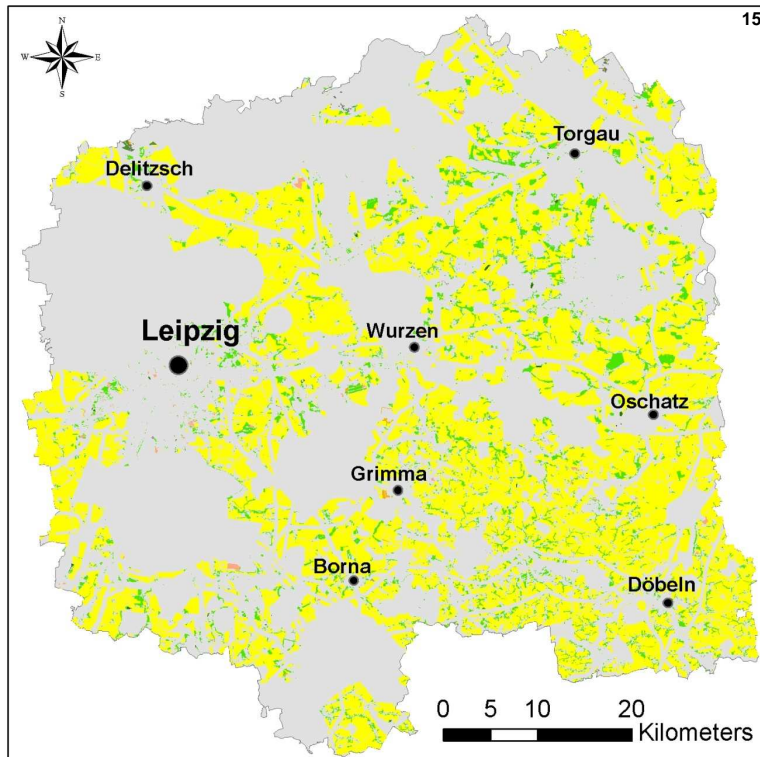 15
N
W E
S
Torgau
Delitzsch
Leipzig
Wurzen
Oschatz
Grimma
Borna
Döbeln
0 5 10 20
Kilometers